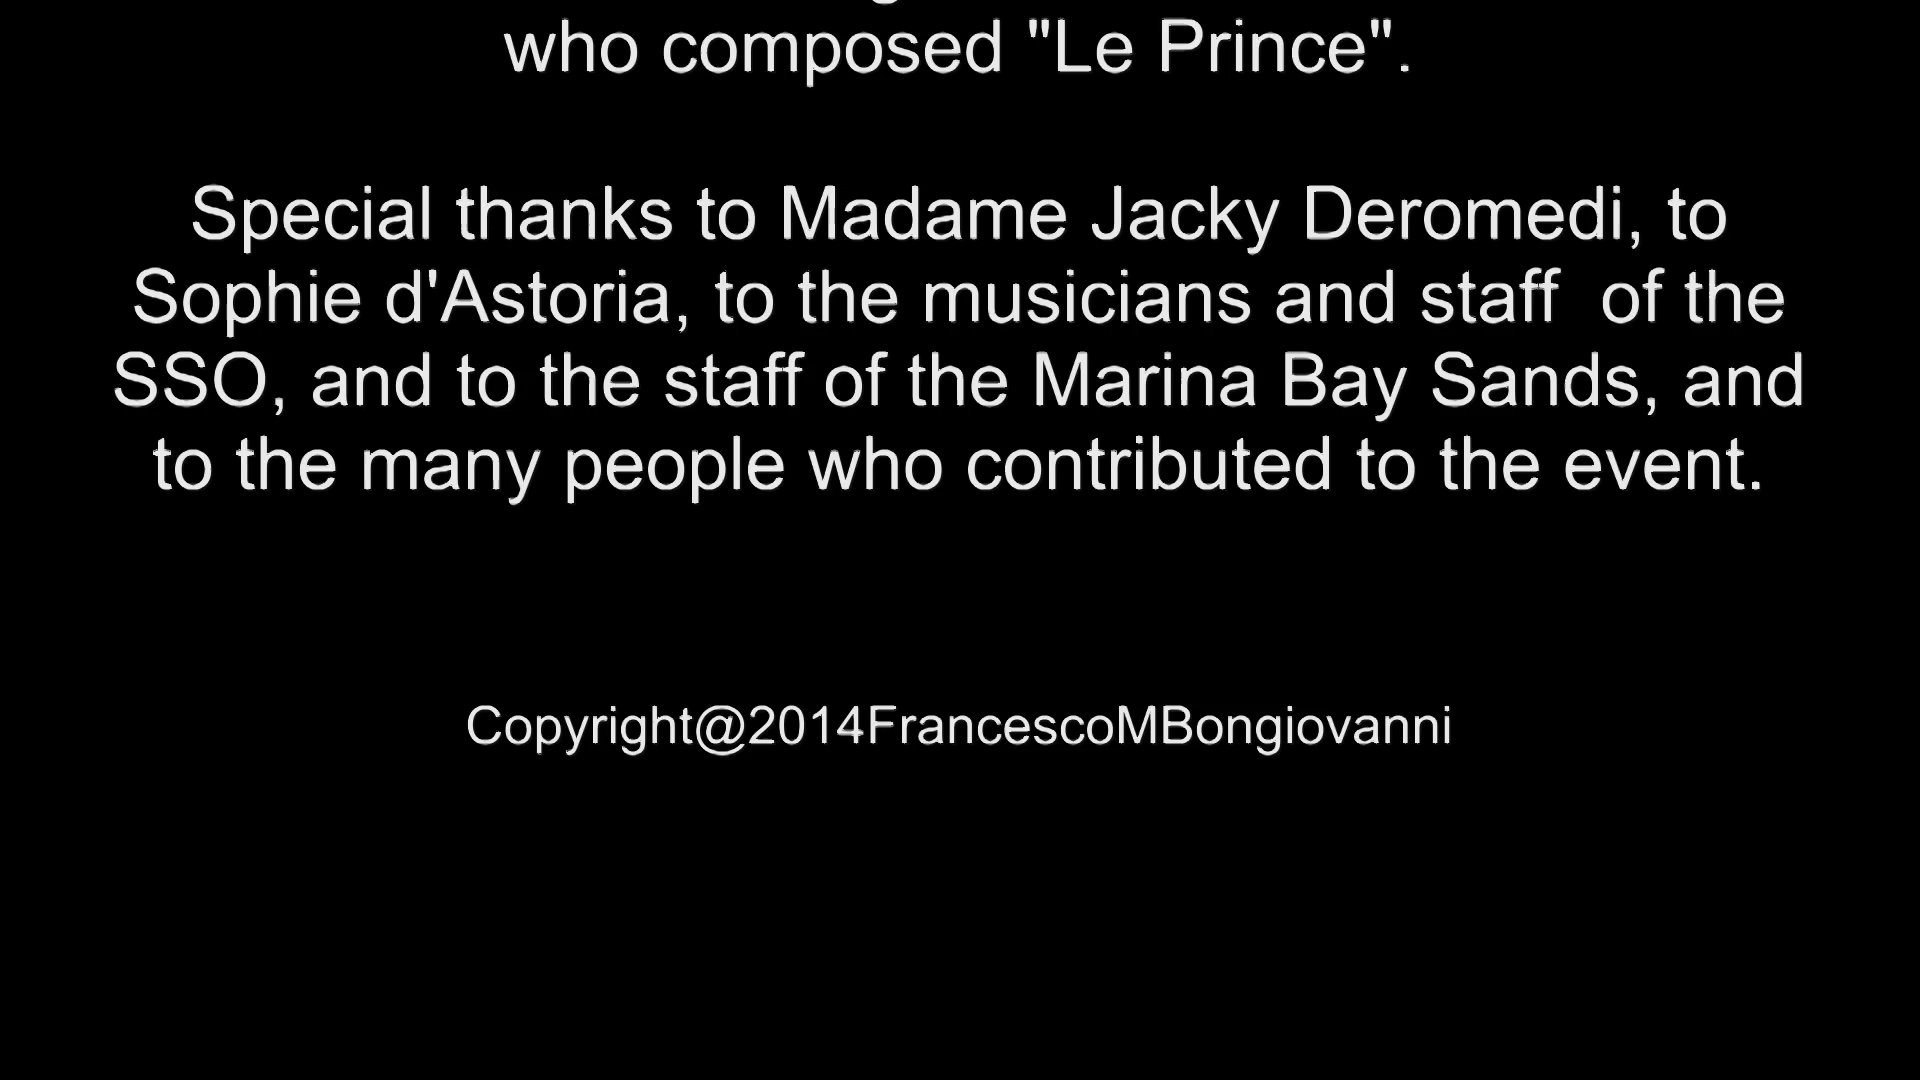 who composed "Le Prince".
Special thanks to Madame Jacky Deromedi, to
Sophie d'Astoria, to the musicians and staff  of the
SSO, and to the staff of the Marina Bay Sands, and
to the many people who contributed to the event.
Copyright@2014FrancescoMBongiovanni